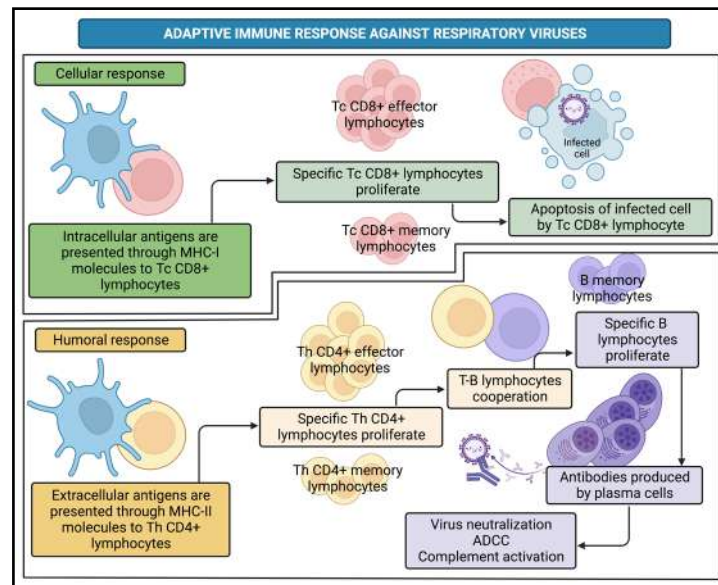 ADAPTIVE IMMUNE RESPONSE AGAINST RESPIRATORY VIRUSES
Cellular response
Tc CD8+ effector
lymphocytes
Infected
cell
Specific Tc CD8+ lymphocytes
proliferate
Intracellular antigens are
presented through MHC-I
molecules to Tc CD8+
lymphocytes
Tc CD8+ memory
lymphocytes
Apoptosis of infected cell
by Tc CD8+ lymphocyte
Humoral response
Th CD4+ effector
lymphocytes
B memory
lymphocytes
Specific B
lymphocytes
proliferate
T-B lymphocytes
cooperation
Specific Th CD4+
lymphocytes proliferate
Th CD4+ memory
lymphocytes
Extracellular antigens are
presented through MHC-II
molecules to Th CD4+
lymphocytes
Antibodies produced
by plasma cells
Virus neutralization
ADCC
Complement activation